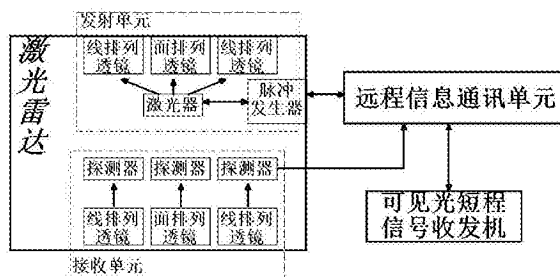 发射单元
线排列
透镜
面排列
透镜
线排列
透镜
激光雷达
激光器
脉冲
发生器
远程信息通讯单元
探测器
探测器
探测器
线排列
透镜
面排列
透镜
线排列
透镜
可见光短程
信号收发机
接收单元